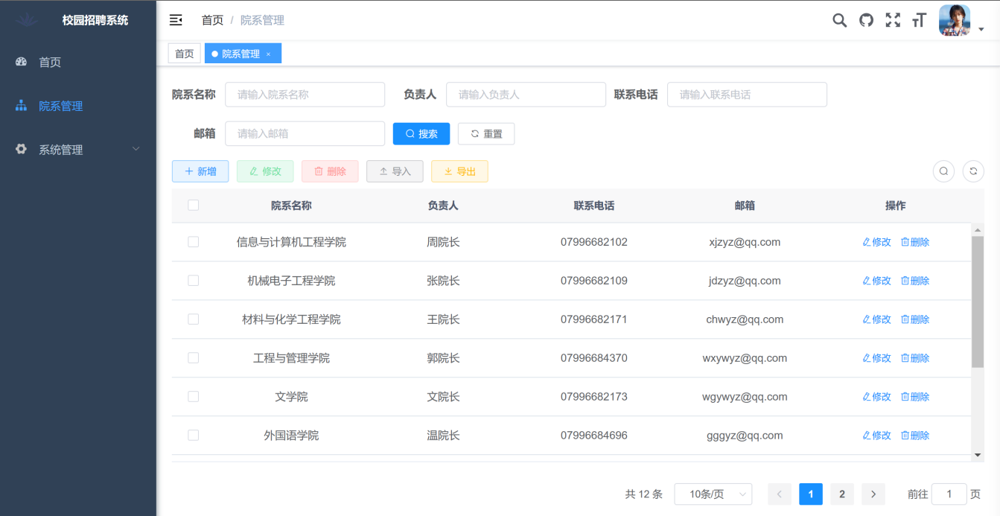 校园招聘系统
首页 / 院系管理
首页
院系管理
系统管理
首页 院系管理 ×
院系名称 请输入院系名称 负责人 请输入负责人 联系电话 请输入联系电话
邮箱 请输入邮箱 搜索 重置
新增 修改 删除 导入 导出
院系名称 负责人 联系电话 邮箱 操作
信息与计算机工程学院 周院长 07996682102 xjzyz@qq.com 修改 删除
机械电子工程学院 张院长 07996682109 jdzyz@qq.com 修改 删除
材料与化学工程学院 王院长 07996682171 chwyz@qq.com 修改 删除
工程与管理学院 郭院长 07996684370 wxywyz@qq.com 修改 删除
文学院 文院长 07996682173 wgywyz@qq.com 修改 删除
外国语学院 温院长 07996684696 gggyz@qq.com 修改 删除
共 12 条 10条/页 1 2 前往 1 页